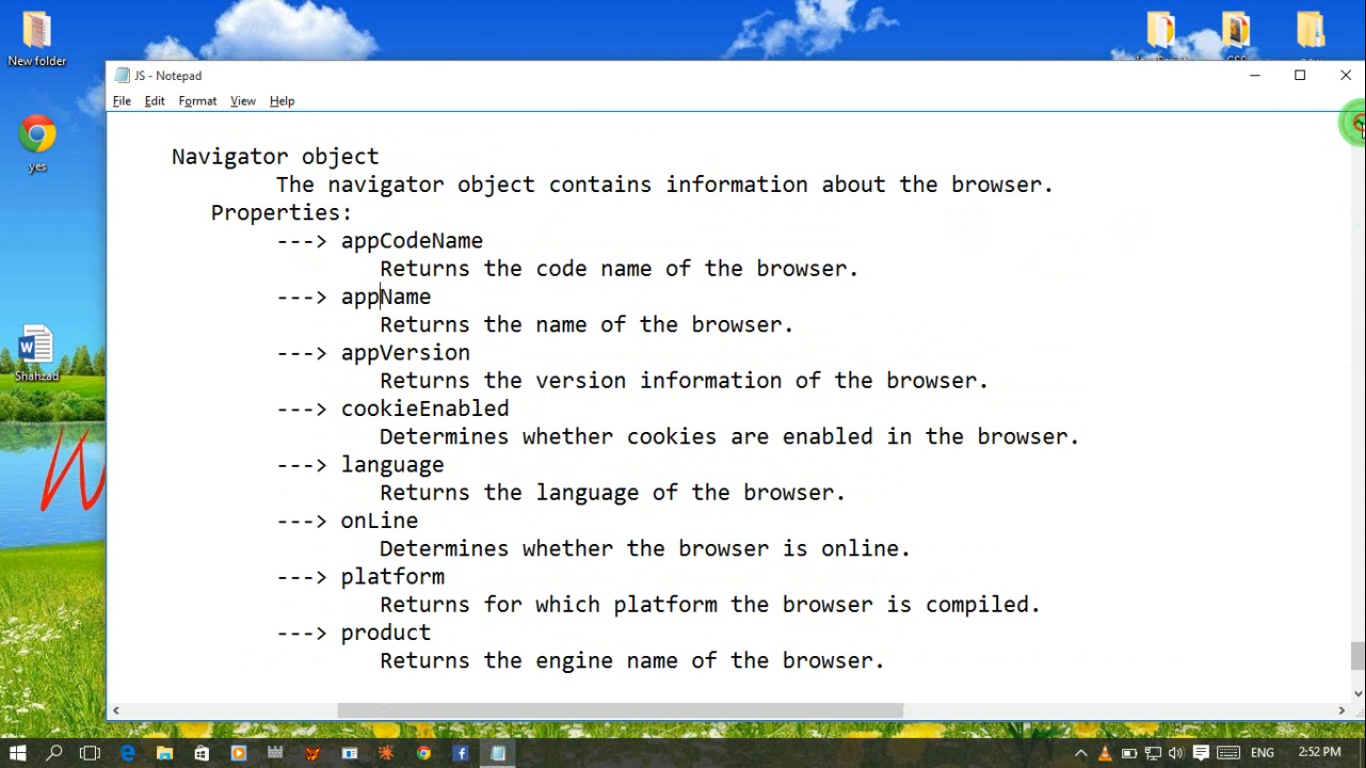 New folder
yes
Shahzad
JS - Notepad
File Edit Format View Help
Navigator object
The navigator object contains information about the browser.
Properties:
---> appCodeName
Returns the code name of the browser.
---> appName
Returns the name of the browser.
---> appVersion
Returns the version information of the browser.
---> cookieEnabled
Determines whether cookies are enabled in the browser.
---> language
Returns the language of the browser.
---> onLine
Determines whether the browser is online.
---> platform
Returns for which platform the browser is compiled.
---> product
Returns the engine name of the browser.
ENG
2:52 PM